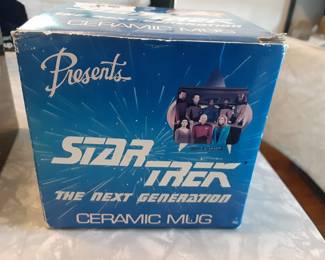 CERAMIC MUG
Presents
STAR TREK
THE NEXT GENERATION
CERAMIC MUG